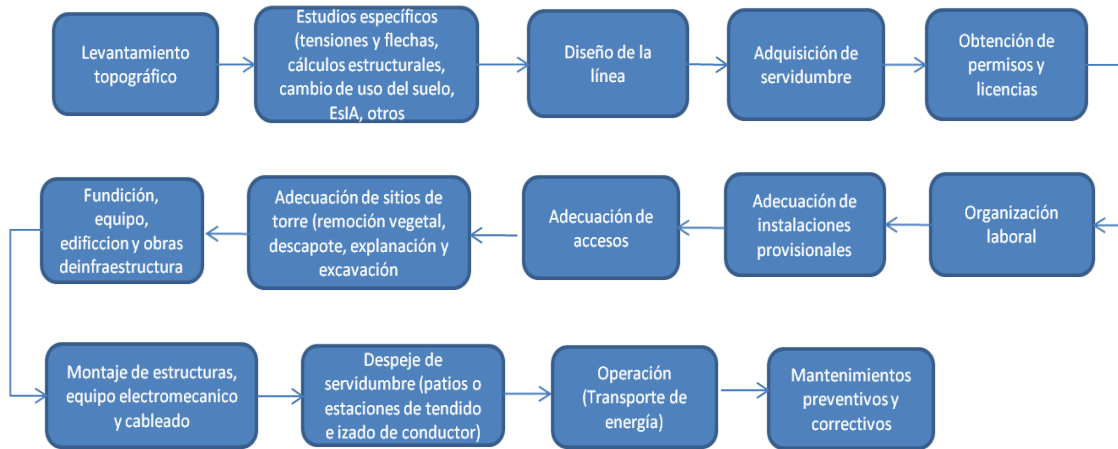 Levantamiento
topográfico
Estudios específicos
(tensiones y flechas,
cálculos estructurales,
cambio de uso del suelo,
EsIA, otros
Diseño de la
línea
Adquisición de
servidumbre
Obtención de
permisos y
licencias
Organización
laboral
Adecuación de
instalaciones
provisionales
Adecuación de
accesos
Adecuación de sitios de
torre (remoción vegetal,
descapote, explanación y
excavación
Fundición,
equipo,
edificcion y obras
deinfraestructura
Montaje de estructuras,
equipo electromecanico
y cableado
Despeje de
servidumbre (patios o
estaciones de tendido
e izado de conductor)
Operación
(Transporte de
energía)
Mantenimientos
preventivos y
correctivos